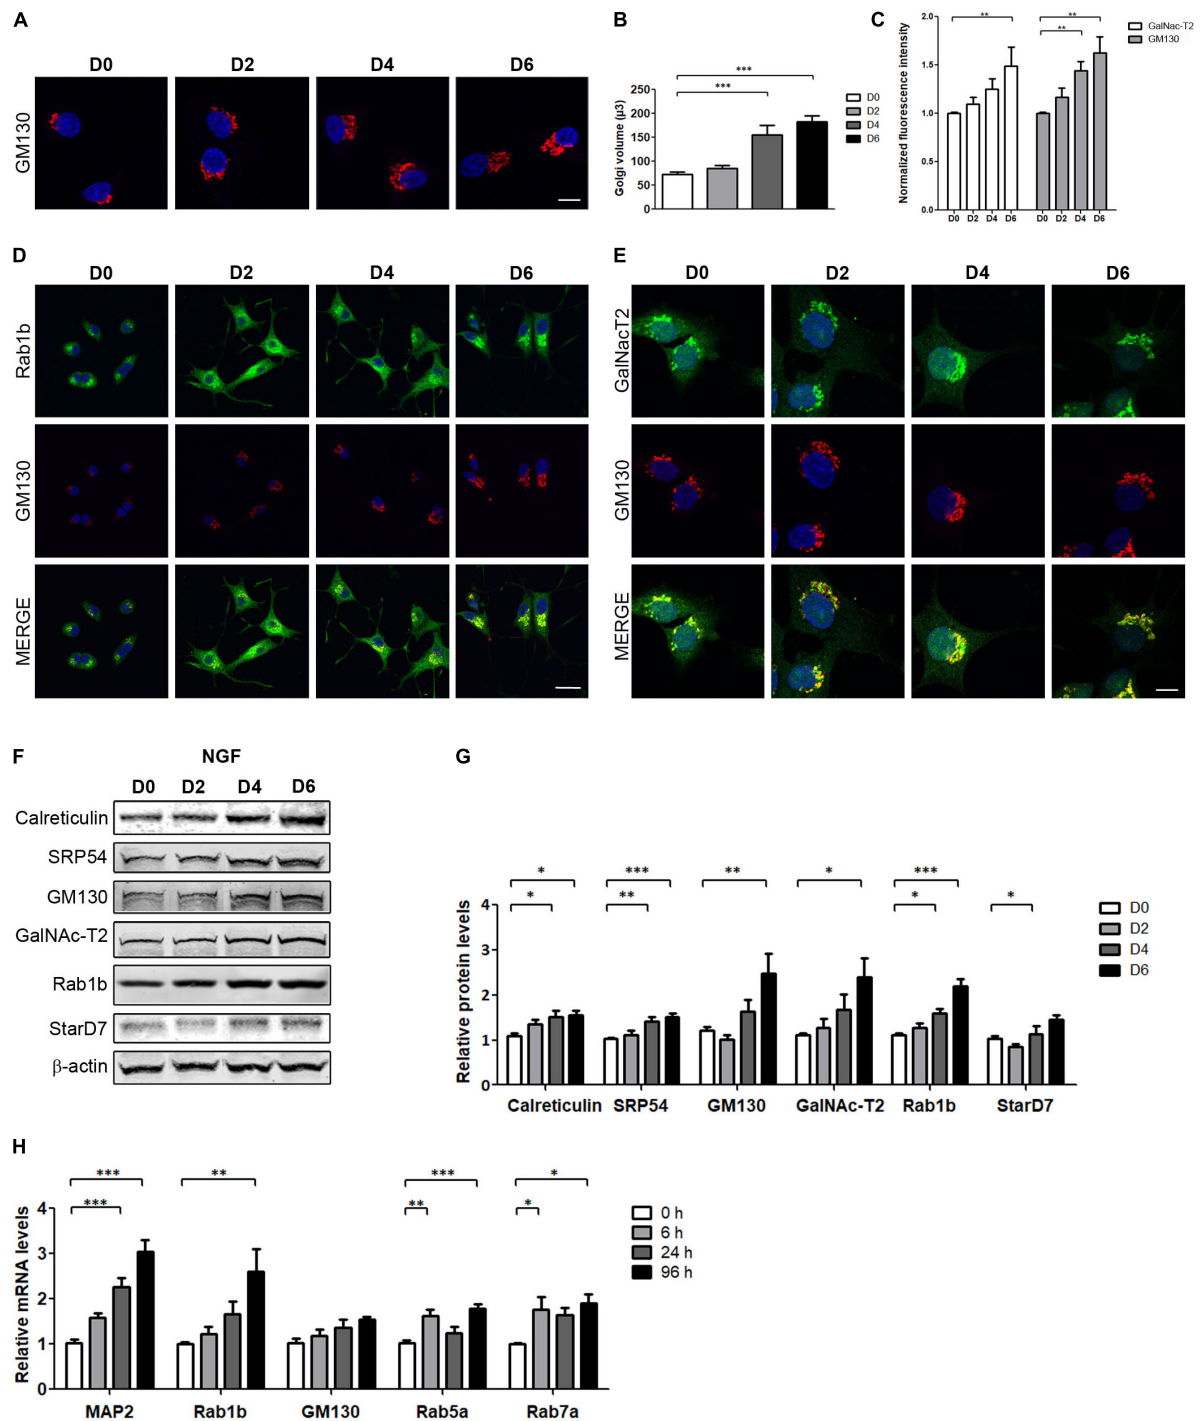 A
D0 D2 D4 D6
GM130
B
*** 
***
Golgi volume (μ3)
250
200
150
100
50
0
D0
D2
D4
D6
C
** **
**
Normalized fluorescence intensity
2.0
1.5
1.0
0.5
0.0
D0 D2 D4 D6 D0 D2 D4 D6
GalNac-T2
GM130
D
D0 D2 D4 D6
Rab1b
GM130
MERGE
E
D0 D2 D4 D6
GalNacT2
GM130
MERGE
F
NGF
D0 D2 D4 D6
Calreticulin
SRP54
GM130
GalNAc-T2
Rab1b
StarD7
β-actin
G
* *** ** * ***
* ** * *
Relative protein levels
4
3
2
1
0
Calreticulin SRP54 GM130 GalNAc-T2 Rab1b StarD7
D0
D2
D4
D6
H
*** ** *** *
*** ** *
Relative mRNA levels
4
3
2
1
0
MAP2 Rab1b GM130 Rab5a Rab7a
0 h
6 h
24 h
96 h